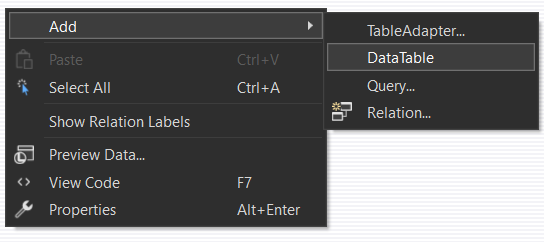 Add
Paste Ctrl+V
Select All Ctrl+A
Show Relation Labels
Preview Data...
View Code F7
Properties Alt+Enter
TableAdapter...
DataTable
Query...
Relation...